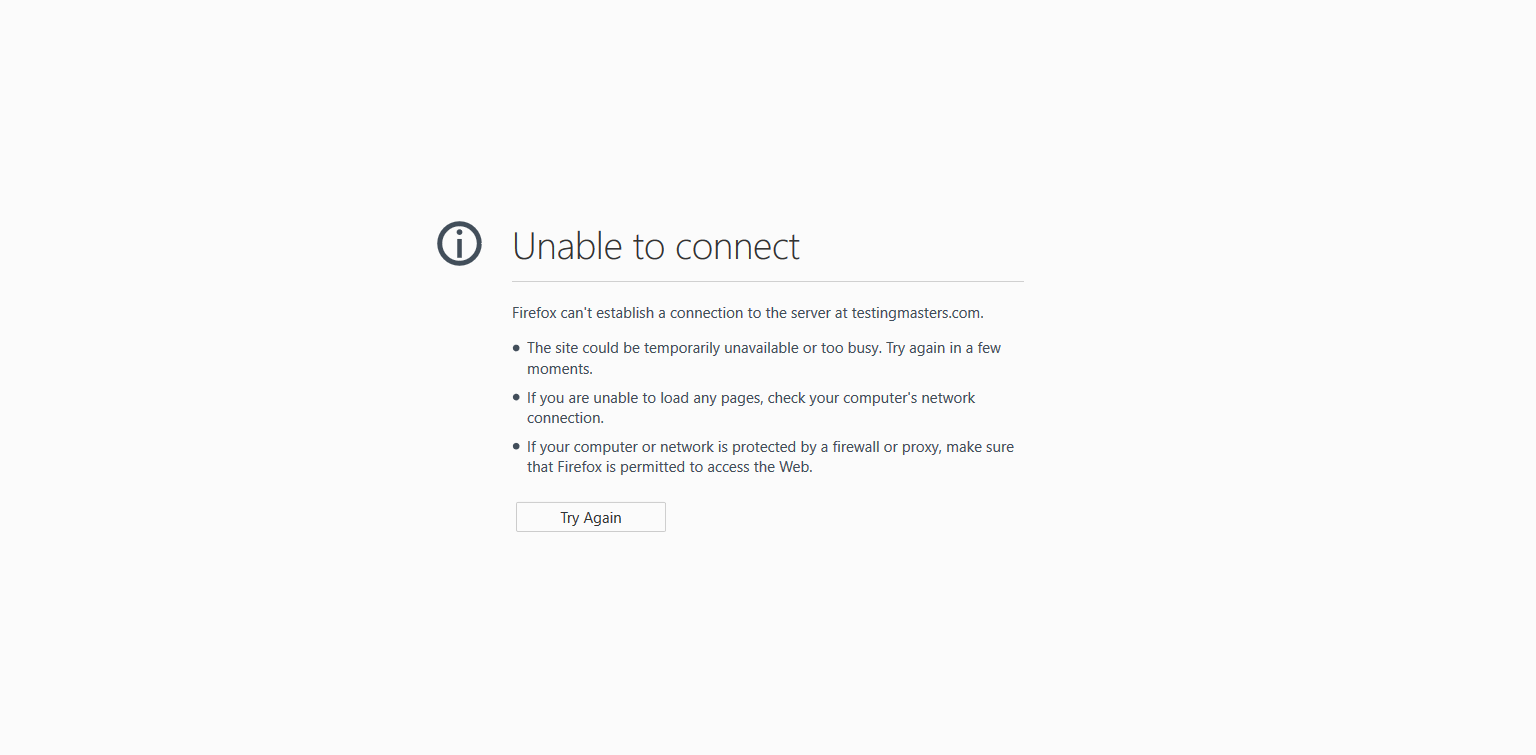 Unable to connect
Firefox can't establish a connection to the server at testingmasters.com.
The site could be temporarily unavailable or too busy. Try again in a few
moments.
If you are unable to load any pages, check your computer's network
connection.
If your computer or network is protected by a firewall or proxy, make sure
that Firefox is permitted to access the Web.
Try Again